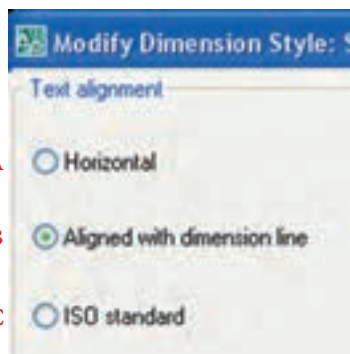 Modify Dimension Style:
Text alignment
Horizontal
Aligned with dimension line
ISO standard